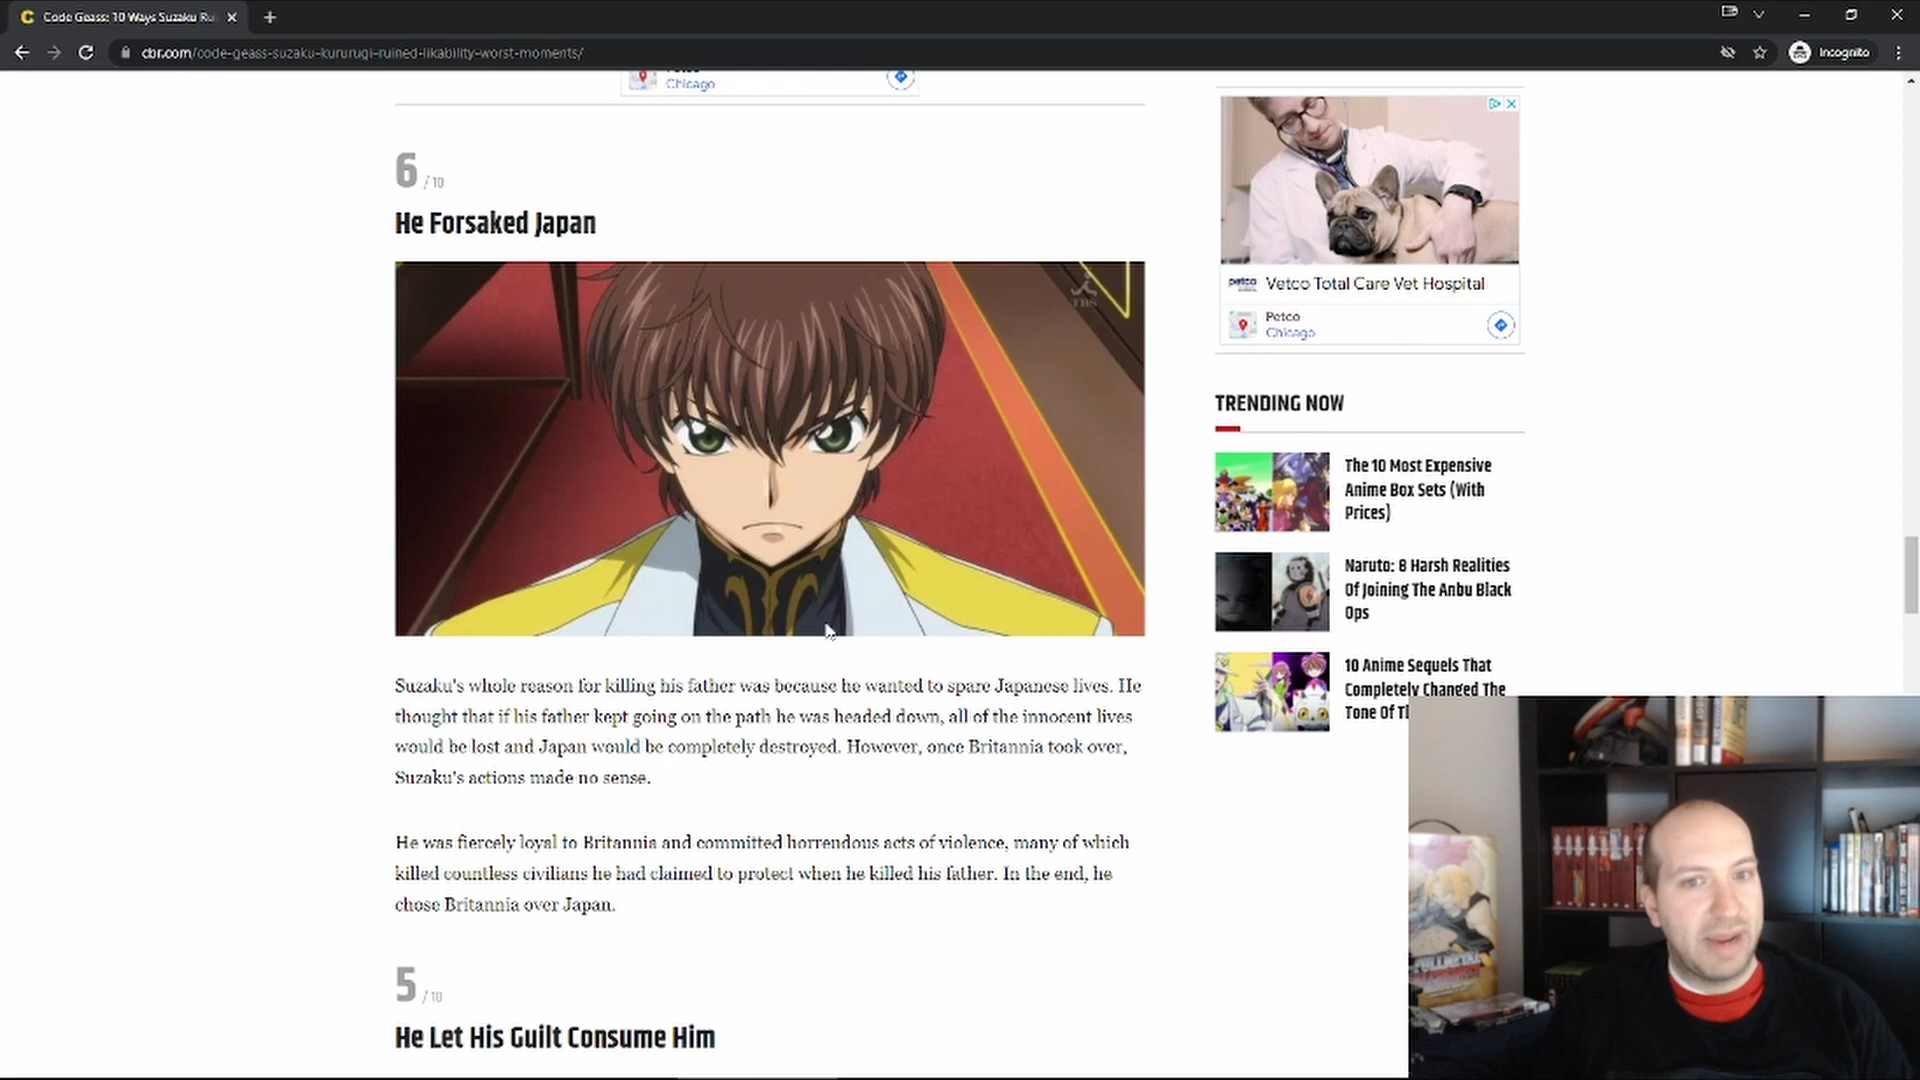 Code Geass: 10 Ways Suzaku Ru
cbr.com/code-geass-suzaku-kururugi-ruined-likability-worst-moments/
Incognito
Chicago
6 / 10
He Forsaked Japan
TBS
Suzaku's whole reason for killing his father was because he wanted to spare Japanese lives. He
thought that if his father kept going on the path he was headed down, all of the innocent lives
would be lost and Japan would be completely destroyed. However, once Britannia took over,
Suzaku's actions made no sense.
He was fiercely loyal to Britannia and committed horrendous acts of violence, many of which
killed countless civilians he had claimed to protect when he killed his father. In the end, he
chose Britannia over Japan.
5 / 10
He Let His Guilt Consume Him
petco
Vetco Total Care Vet Hospital
Petco
Chicago
TRENDING NOW
The 10 Most Expensive
Anime Box Sets (With
Prices)
Naruto: 8 Harsh Realities
Of Joining The Anbu Black
Ops
10 Anime Sequels That
Completely Changed The
Tone Of